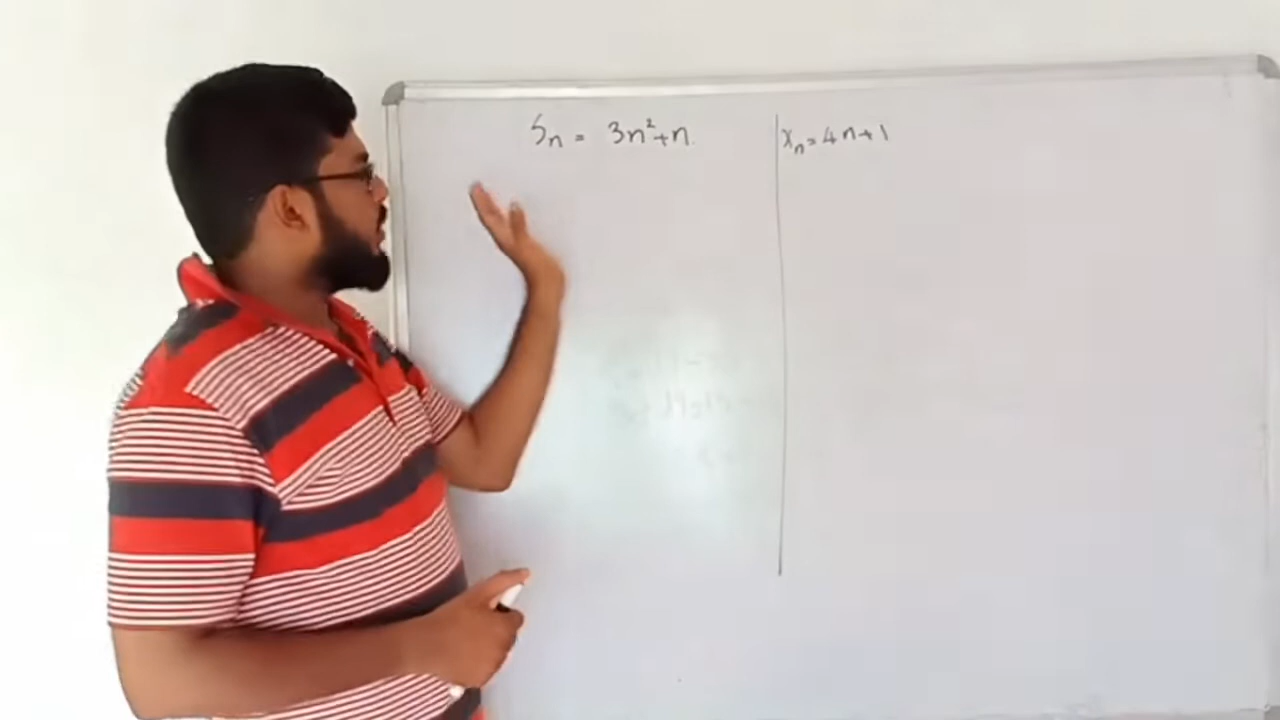 Sₙ = 3n²+n.
xₙ = 4n+1